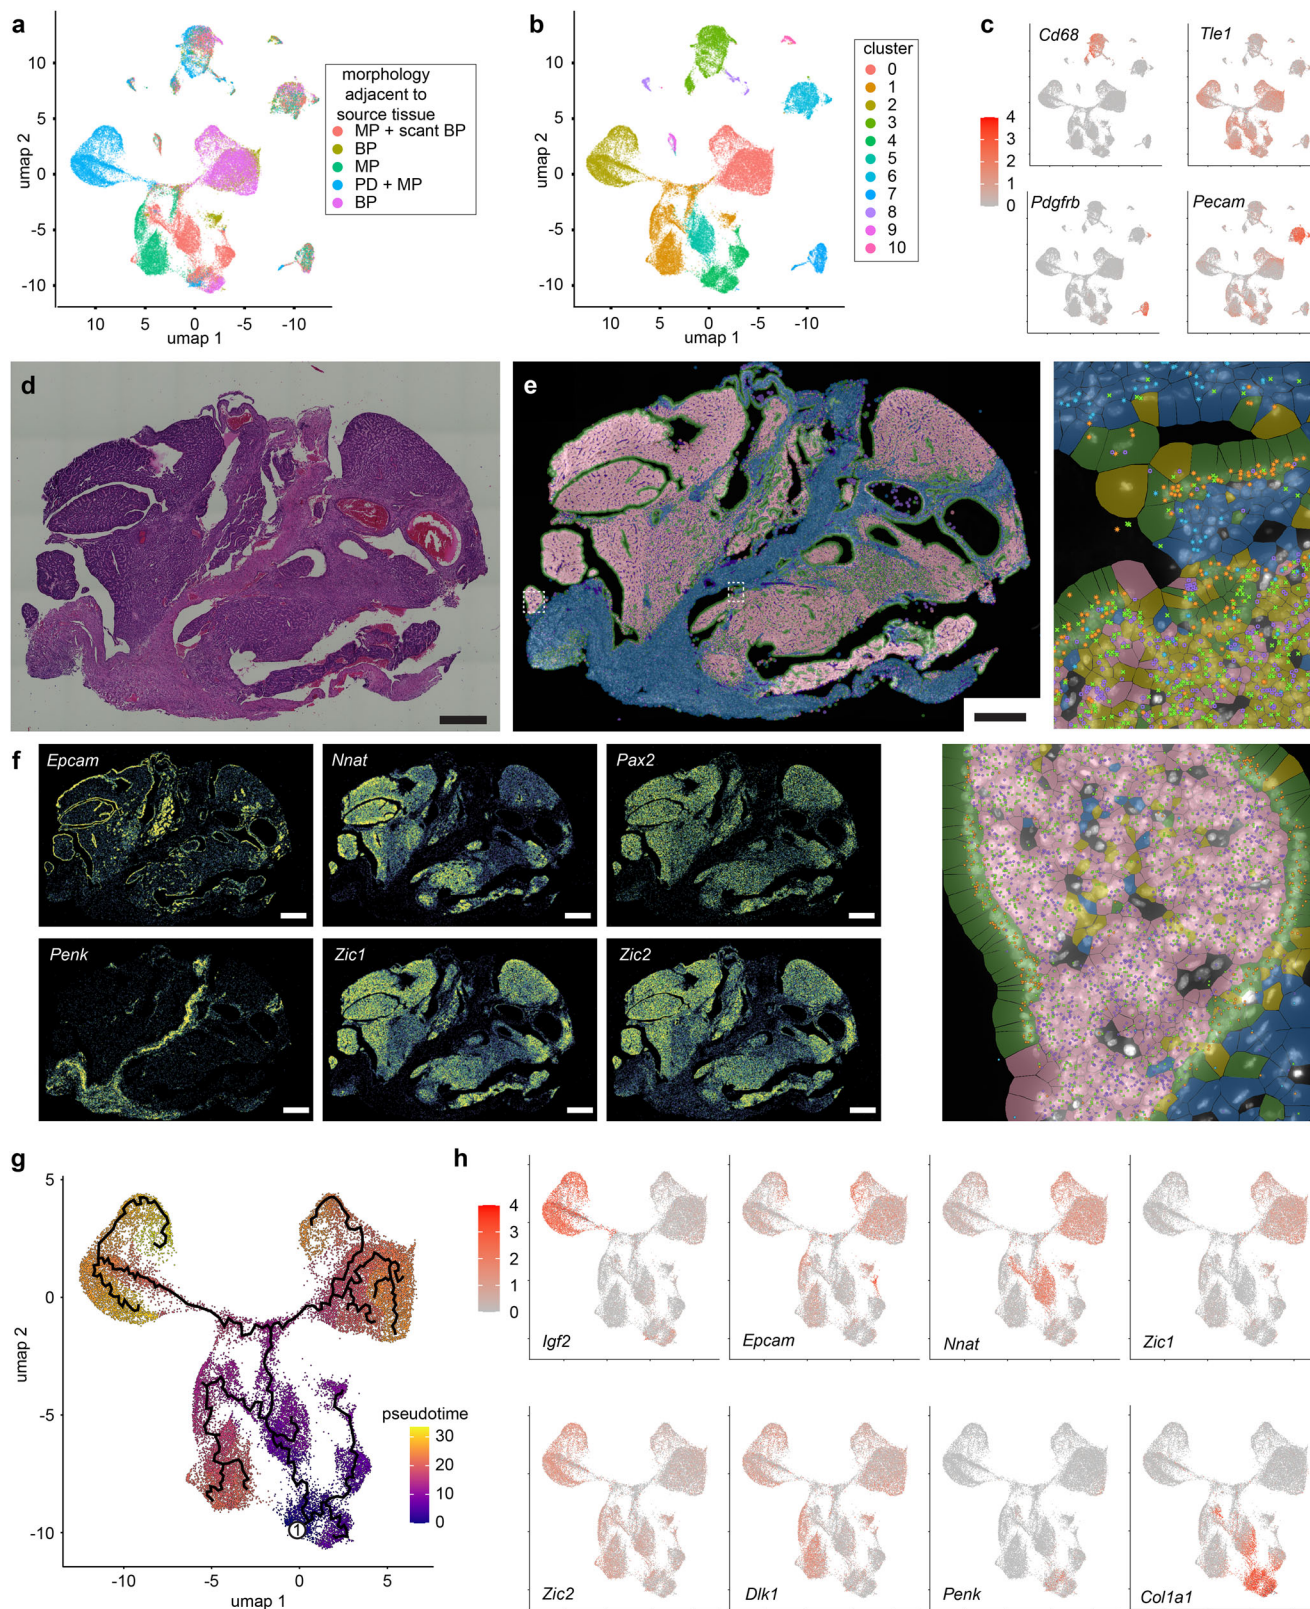 a
10
5
0
-5
-10
umap 2
10
5
0
-5
-10
umap 1
morphology
adjacent to
source tissue
MP + scant BP
BP
MP
PD + MP
BP
b
10
5
0
-5
-10
umap 2
10
5
0
-5
-10
umap 1
cluster
0
1
2
3
4
5
6
7
8
9
10
c
Cd68
Tle1
4
3
2
1
0
Pdgfrb
Pecam
d
e
f
Epcam
Nnat
Pax2
Penk
Zic1
Zic2
g
5
0
-5
-10
umap 2
-10
-5
0
5
umap 1
pseudotime
30
20
10
0
1
h
4
3
2
1
0
Igf2
Epcam
Nnat
Zic1
Zic2
Dlk1
Penk
Col1a1